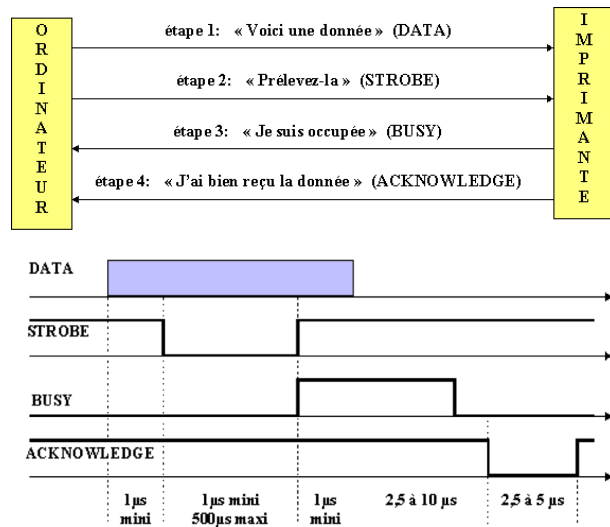 ORDINATEUR
étape 1: « Voici une donnée » (DATA)
étape 2: « Prélevez-la » (STROBE)
étape 3: « Je suis occupée » (BUSY)
étape 4: « J'ai bien reçu la donnée » (ACKNOWLEDGE)
IMPRIMANTE
DATA
STROBE
BUSY
ACKNOWLEDGE
1µs mini
1µs mini 500µs maxi
1µs mini
2,5 à 10 µs
2,5 à 5 µs